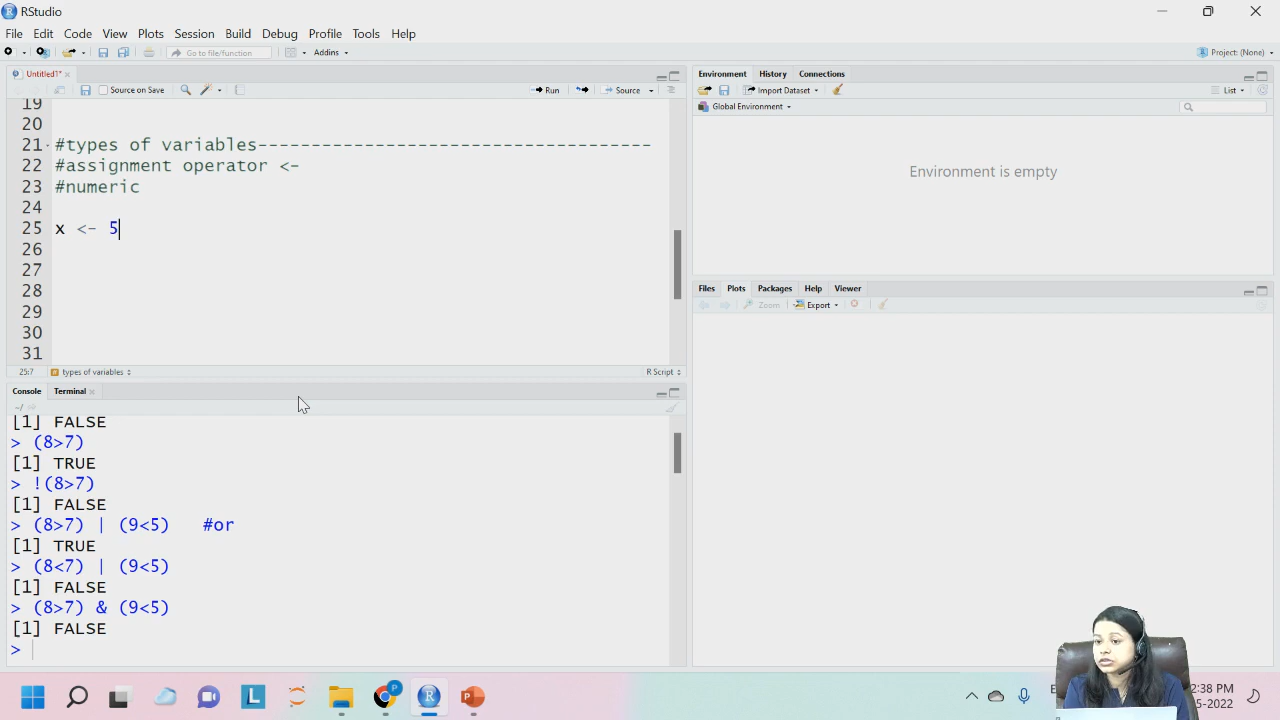 RStudio
File Edit Code View Plots Session Build Debug Profile Tools Help
Go to file/function Addins Project: (None)
Untitled1*
Source on Save Run Source
19
20
21 #types of variables-------------------------------------
22 #assignment operator <-
23 #numeric
24
25 x <- 5
26
27
28
29
30
31
25:7 types of variables R Script
Console Terminal
~/
[1] FALSE
> (8>7)
[1] TRUE
> !(8>7)
[1] FALSE
> (8>7) | (9<5) #or
[1] TRUE
> (8<7) | (9<5)
[1] FALSE
> (8>7) & (9<5)
[1] FALSE
>
Environment History Connections
Import Dataset List
Global Environment
Environment is empty
Files Plots Packages Help Viewer
Zoom Export
2:38 PM
5-2022